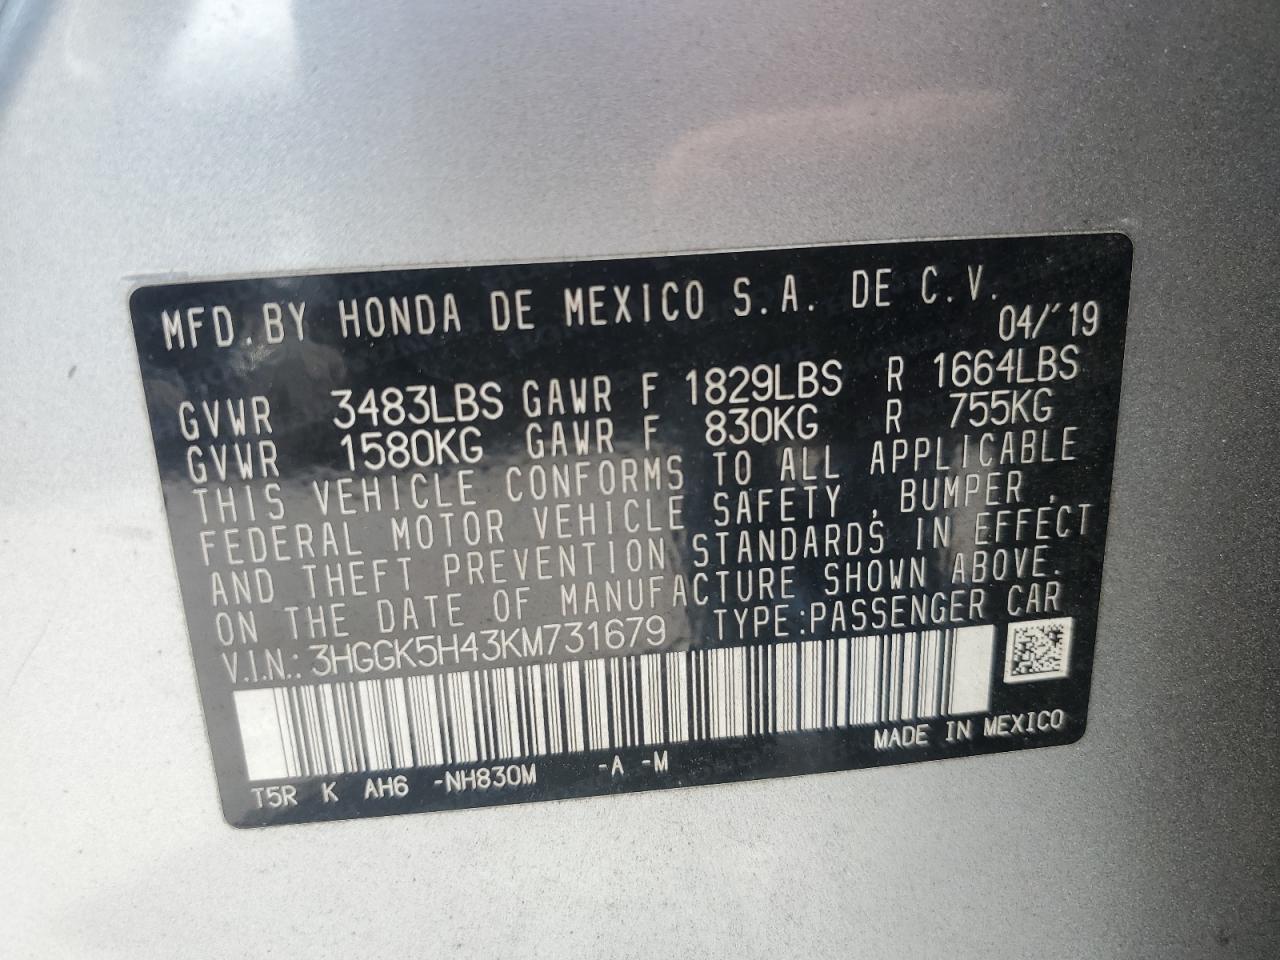 MFD. BY HONDA DE MEXICO S.A. DE C.V.
04/´19
GVWR 3483LBS GAWR F 1829LBS R 1664LBS
GVWR 1580KG GAWR F 830KG R 755KG
THIS VEHICLE CONFORMS TO ALL APPLICABLE
FEDERAL MOTOR VEHICLE SAFETY, BUMPER,
AND THEFT PREVENTION STANDARDS IN EFFECT
ON THE DATE OF MANUFACTURE SHOWN ABOVE.
V.I.N.: 3HGGK5H43KM731679 TYPE:PASSENGER CAR
MADE IN MEXICO
T5R K AH6 -NH830M -A -M